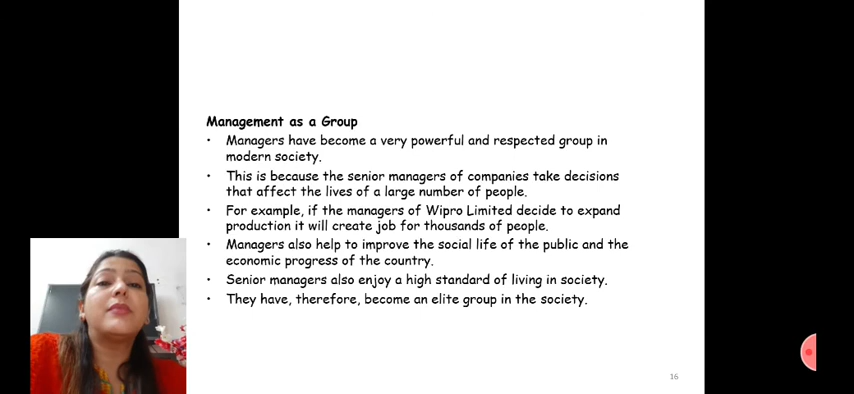 Management as a Group
• Managers have become a very powerful and respected group in
modern society.
• This is because the senior managers of companies take decisions
that affect the lives of a large number of people.
• For example, if the managers of Wipro Limited decide to expand
production it will create job for thousands of people.
• Managers also help to improve the social life of the public and the
economic progress of the country.
• Senior managers also enjoy a high standard of living in society.
• They have, therefore, become an elite group in the society.
16